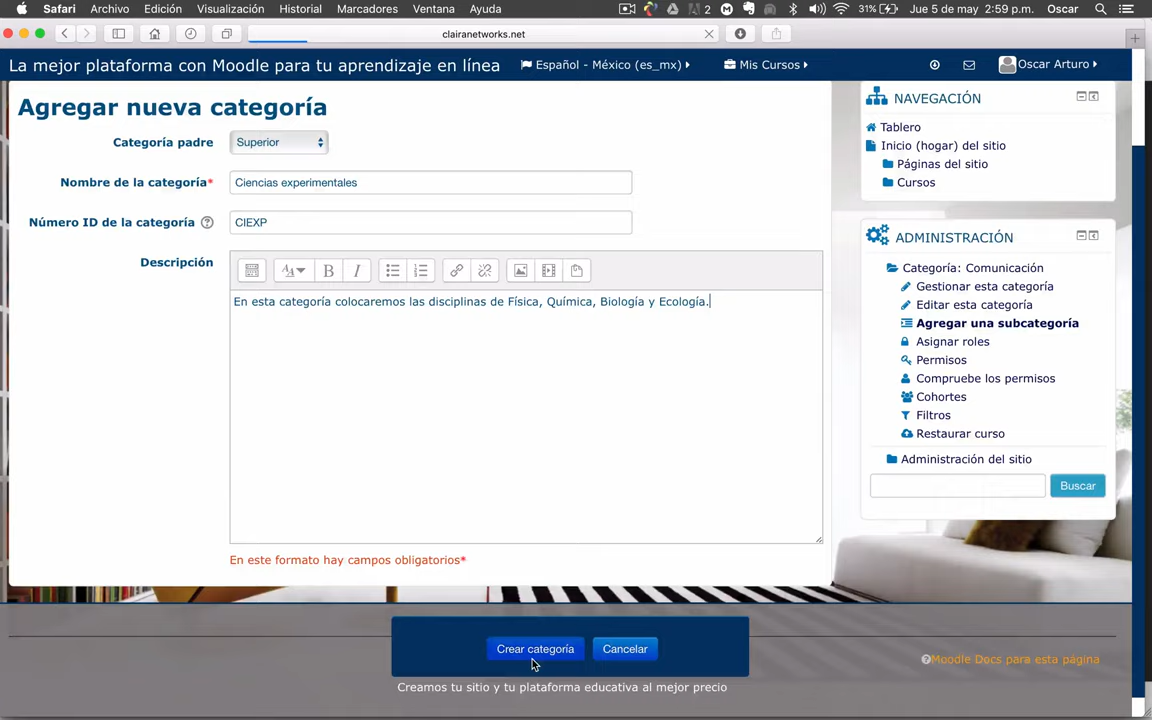 Safari Archivo Edición Visualización Historial Marcadores Ventana Ayuda 2 31% Jue 5 de may 2:59 p.m. Oscar
clairanetworks.net
La mejor plataforma con Moodle para tu aprendizaje en línea Español - México (es_mx) Mis Cursos Oscar Arturo
Agregar nueva categoría
Categoría padre Superior
Nombre de la categoría* Ciencias experimentales
Número ID de la categoría ? CIEXP
Descripción
B I
En esta categoría colocaremos las disciplinas de Física, Química, Biología y Ecología.
En este formato hay campos obligatorios*
NAVEGACIÓN
Tablero
Inicio (hogar) del sitio
Páginas del sitio
Cursos
ADMINISTRACIÓN
Categoría: Comunicación
Gestionar esta categoría
Editar esta categoría
Agregar una subcategoría
Asignar roles
Permisos
Compruebe los permisos
Cohortes
Filtros
Restaurar curso
Administración del sitio
Buscar
Crear categoría Cancelar
Moodle Docs para esta página
Creamos tu sitio y tu plataforma educativa al mejor precio